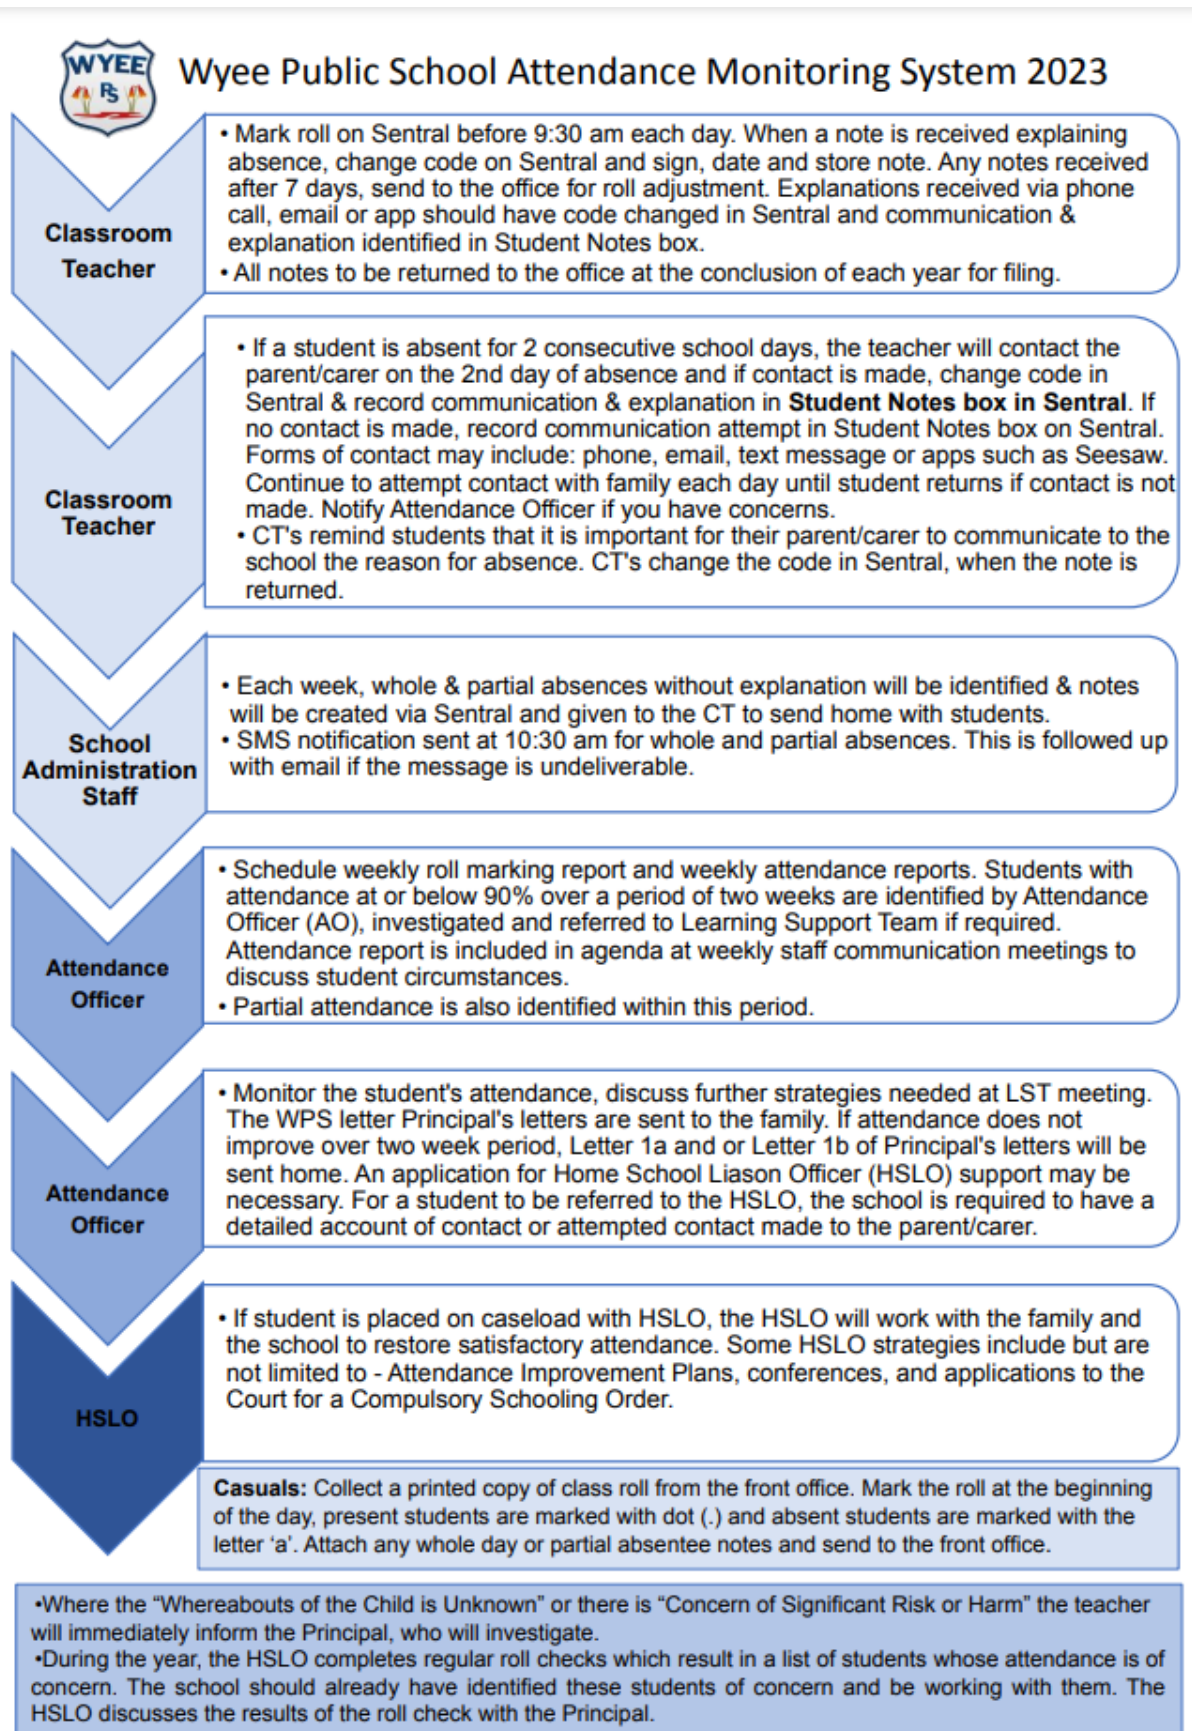 WYEE
PS
Wyee Public School Attendance Monitoring System 2023
Classroom
Teacher
• Mark roll on Sentral before 9:30 am each day. When a note is received explaining
absence, change code on Sentral and sign, date and store note. Any notes received
after 7 days, send to the office for roll adjustment. Explanations received via phone
call, email or app should have code changed in Sentral and communication &
explanation identified in Student Notes box.
• All notes to be returned to the office at the conclusion of each year for filing.
Classroom
Teacher
• If a student is absent for 2 consecutive school days, the teacher will contact the
parent/carer on the 2nd day of absence and if contact is made, change code in
Sentral & record communication & explanation in Student Notes box in Sentral. If
no contact is made, record communication attempt in Student Notes box on Sentral.
Forms of contact may include: phone, email, text message or apps such as Seesaw.
Continue to attempt contact with family each day until student returns if contact is not
made. Notify Attendance Officer if you have concerns.
• CT's remind students that it is important for their parent/carer to communicate to the
school the reason for absence. CT's change the code in Sentral, when the note is
returned.
School
Administration
Staff
• Each week, whole & partial absences without explanation will be identified & notes
will be created via Sentral and given to the CT to send home with students.
• SMS notification sent at 10:30 am for whole and partial absences. This is followed up
with email if the message is undeliverable.
Attendance
Officer
• Schedule weekly roll marking report and weekly attendance reports. Students with
attendance at or below 90% over a period of two weeks are identified by Attendance
Officer (AO), investigated and referred to Learning Support Team if required.
Attendance report is included in agenda at weekly staff communication meetings to
discuss student circumstances.
• Partial attendance is also identified within this period.
Attendance
Officer
• Monitor the student's attendance, discuss further strategies needed at LST meeting.
The WPS letter Principal's letters are sent to the family. If attendance does not
improve over two week period, Letter 1a and or Letter 1b of Principal's letters will be
sent home. An application for Home School Liason Officer (HSLO) support may be
necessary. For a student to be referred to the HSLO, the school is required to have a
detailed account of contact or attempted contact made to the parent/carer.
HSLO
• If student is placed on caseload with HSLO, the HSLO will work with the family and
the school to restore satisfactory attendance. Some HSLO strategies include but are
not limited to - Attendance Improvement Plans, conferences, and applications to the
Court for a Compulsory Schooling Order.
Casuals: Collect a printed copy of class roll from the front office. Mark the roll at the beginning
of the day, present students are marked with dot (.) and absent students are marked with the
letter ‘a’. Attach any whole day or partial absentee notes and send to the front office.
•Where the “Whereabouts of the Child is Unknown” or there is “Concern of Significant Risk or Harm” the teacher
will immediately inform the Principal, who will investigate.
•During the year, the HSLO completes regular roll checks which result in a list of students whose attendance is of
concern. The school should already have identified these students of concern and be working with them. The
HSLO discusses the results of the roll check with the Principal.